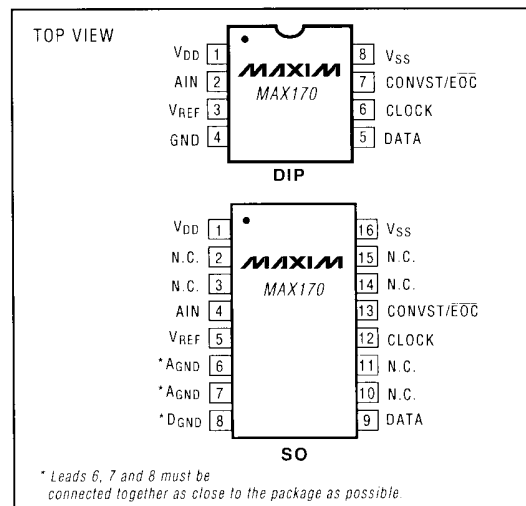 TOP VIEW
VDD 1
AIN 2
VREF 3
GND 4
MAXIM
MAX170
8 VSS
7 CONVST/E̅O̅C̅
6 CLOCK
5 DATA
DIP
VDD 1
N.C. 2
N.C. 3
AIN 4
VREF 5
*AGND 6
*AGND 7
*DGND 8
MAXIM
MAX170
16 VSS
15 N.C.
14 N.C.
13 CONVST/E̅O̅C̅
12 CLOCK
11 N.C.
10 N.C.
9 DATA
SO
* Leads 6, 7 and 8 must be
connected together as close to the package as possible.